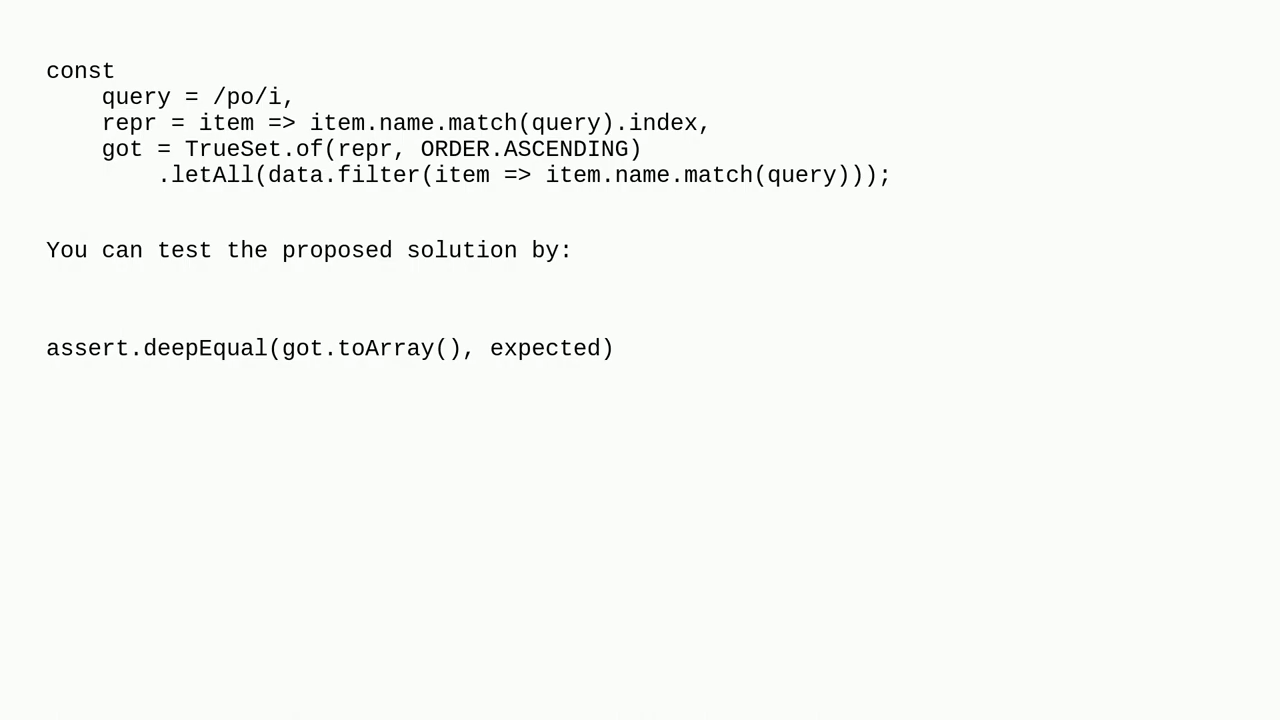 const
    query = /po/i,
    repr = item => item.name.match(query).index,
    got = TrueSet.of(repr, ORDER.ASCENDING)
        .letAll(data.filter(item => item.name.match(query)));
You can test the proposed solution by:
assert.deepEqual(got.toArray(), expected)